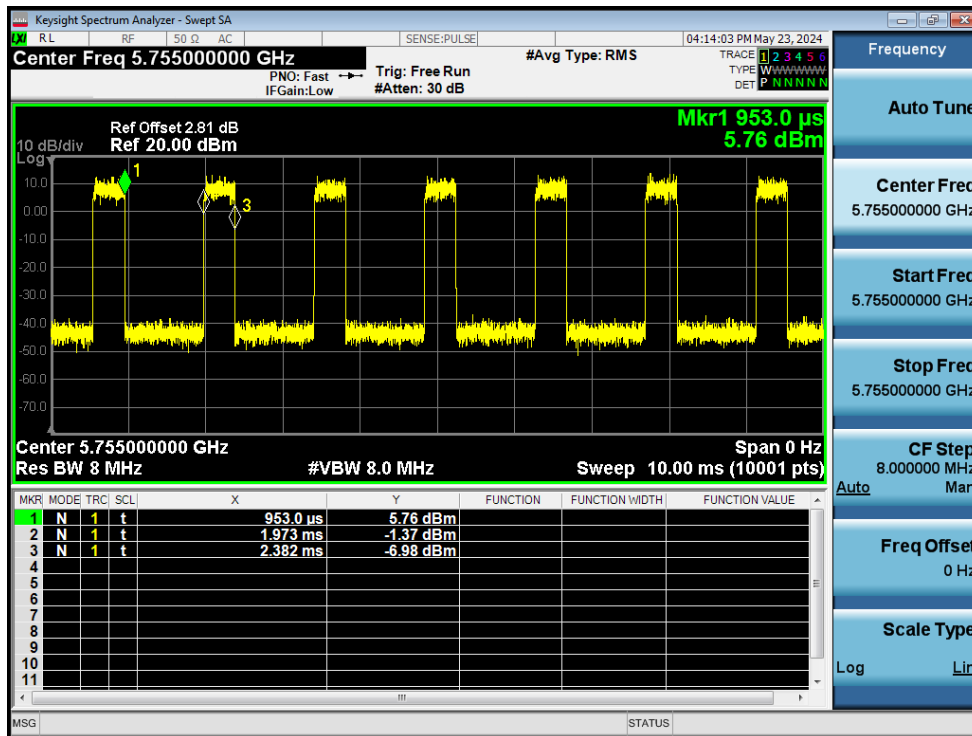 Keysight Spectrum Analyzer - Swept SA
LXI RL RF 50 Ω AC SENSE:PULSE 04:14:03 PM May 23, 2024
Center Freq 5.755000000 GHz
PNO: Fast
IFGain:Low
Trig: Free Run
#Atten: 30 dB
#Avg Type: RMS
TRACE 1 2 3 4 5 6
TYPE WWWWWW
DET P N N N N N
Mkr1 953.0 µs
5.76 dBm
Ref Offset 2.81 dB
10 dB/div Ref 20.00 dBm
Log
1
3
10.0
0.00
-10.0
-20.0
-30.0
-40.0
-50.0
-60.0
-70.0
Center 5.755000000 GHz Span 0 Hz
Res BW 8 MHz #VBW 8.0 MHz Sweep 10.00 ms (10001 pts)
MKR MODE TRC SCL X Y FUNCTION FUNCTION WIDTH FUNCTION VALUE
1 N 1 t 953.0 µs 5.76 dBm
2 N 1 t 1.973 ms -1.37 dBm
3 N 1 t 2.382 ms -6.98 dBm
4
5
6
7
8
9
10
11
MSG STATUS
Frequency
Auto Tune
Center Freq
5.755000000 GHz
Start Freq
5.755000000 GHz
Stop Freq
5.755000000 GHz
CF Step
8.000000 MHz
Auto Man
Freq Offset
0 Hz
Scale Type
Log Lin